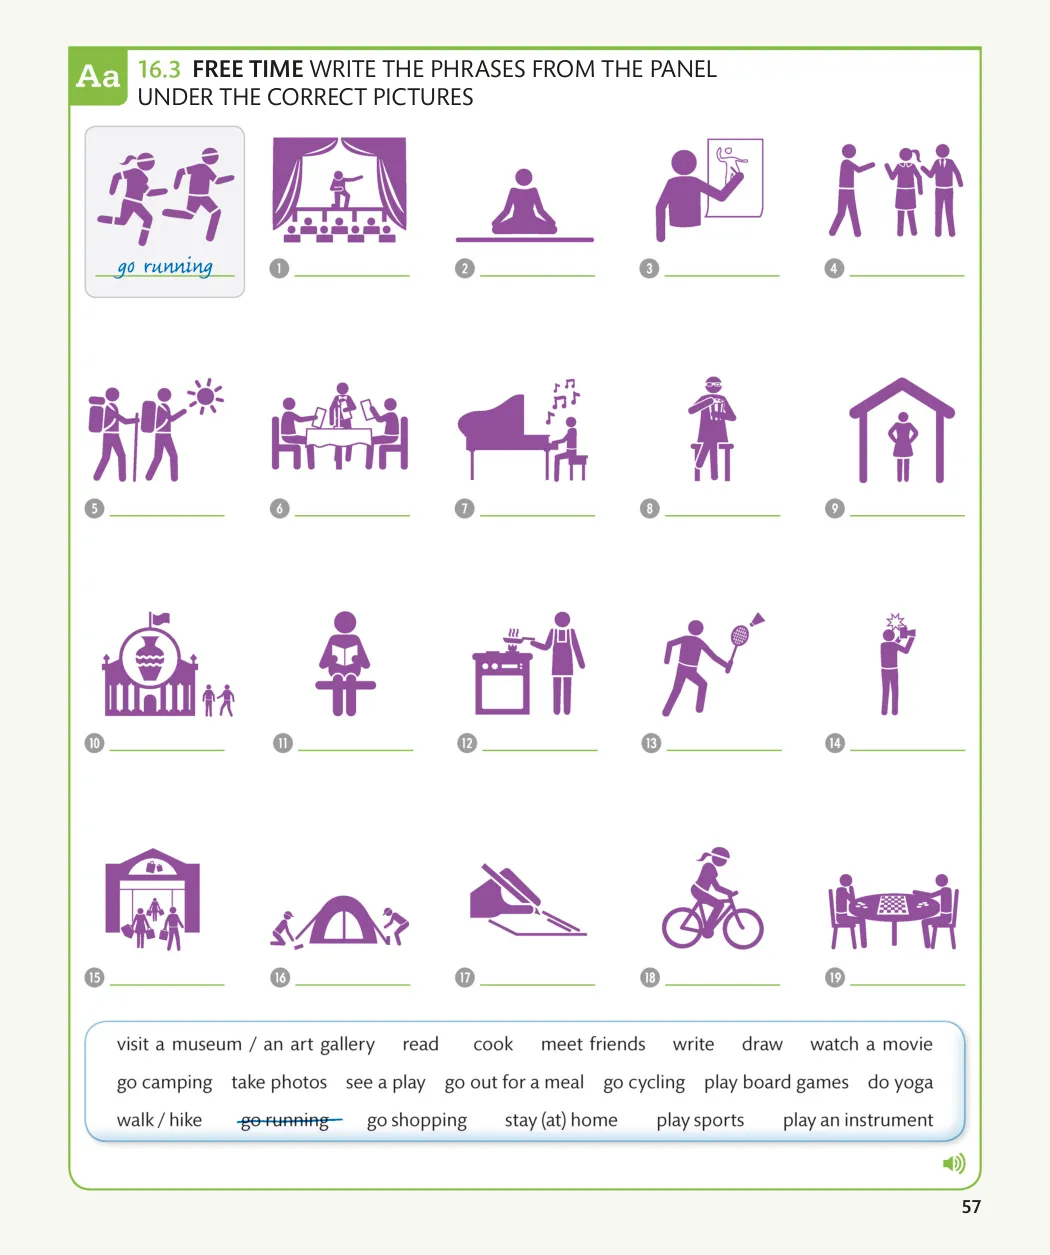 Aa
16.3 FREE TIME WRITE THE PHRASES FROM THE PANEL
UNDER THE CORRECT PICTURES
go running
1
2
3
4
5
6
7
8
9
10
11
12
13
14
15
16
17
18
19
visit a museum / an art gallery read cook meet friends write draw watch a movie
go camping take photos see a play go out for a meal go cycling play board games do yoga
walk / hike go running go shopping stay (at) home play sports play an instrument
57